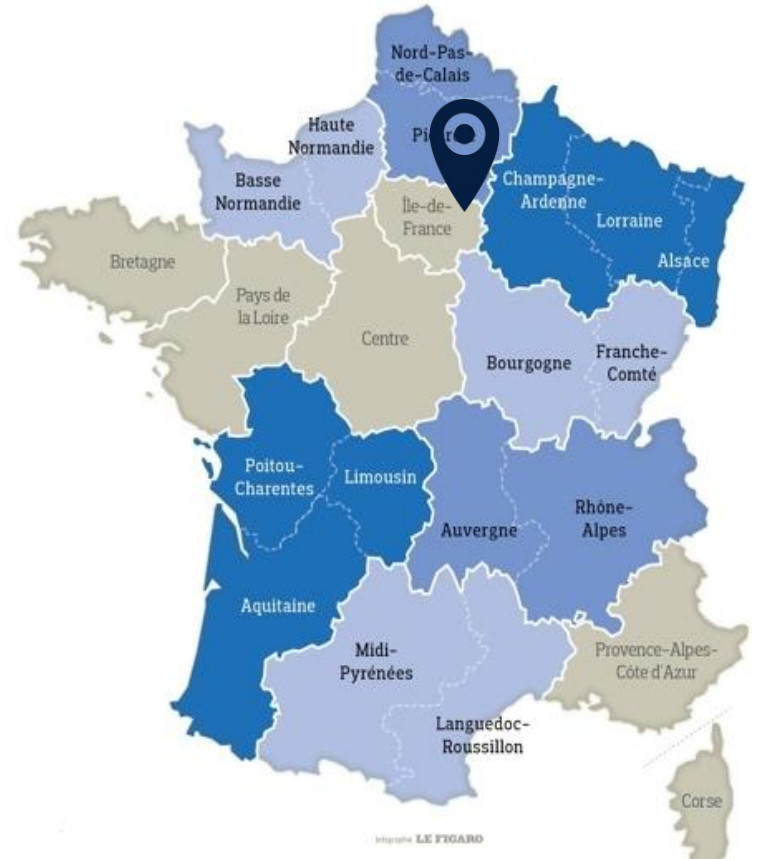 Nord-Pas-
de-Calais
Haute
Normandie
Basse
Normandie
Champagne-
Ardenne
Lorraine
Alsace
Île-de-
France
Bretagne
Pays de
la Loire
Centre
Bourgogne
Franche-
Comté
Poitou-
Charentes
Limousin
Auvergne
Rhône-
Alpes
Aquitaine
Midi-
Pyrénées
Provence-Alpes-
Côte d'Azur
Languedoc-
Roussillon
Corse
Infographie LE FIGARO